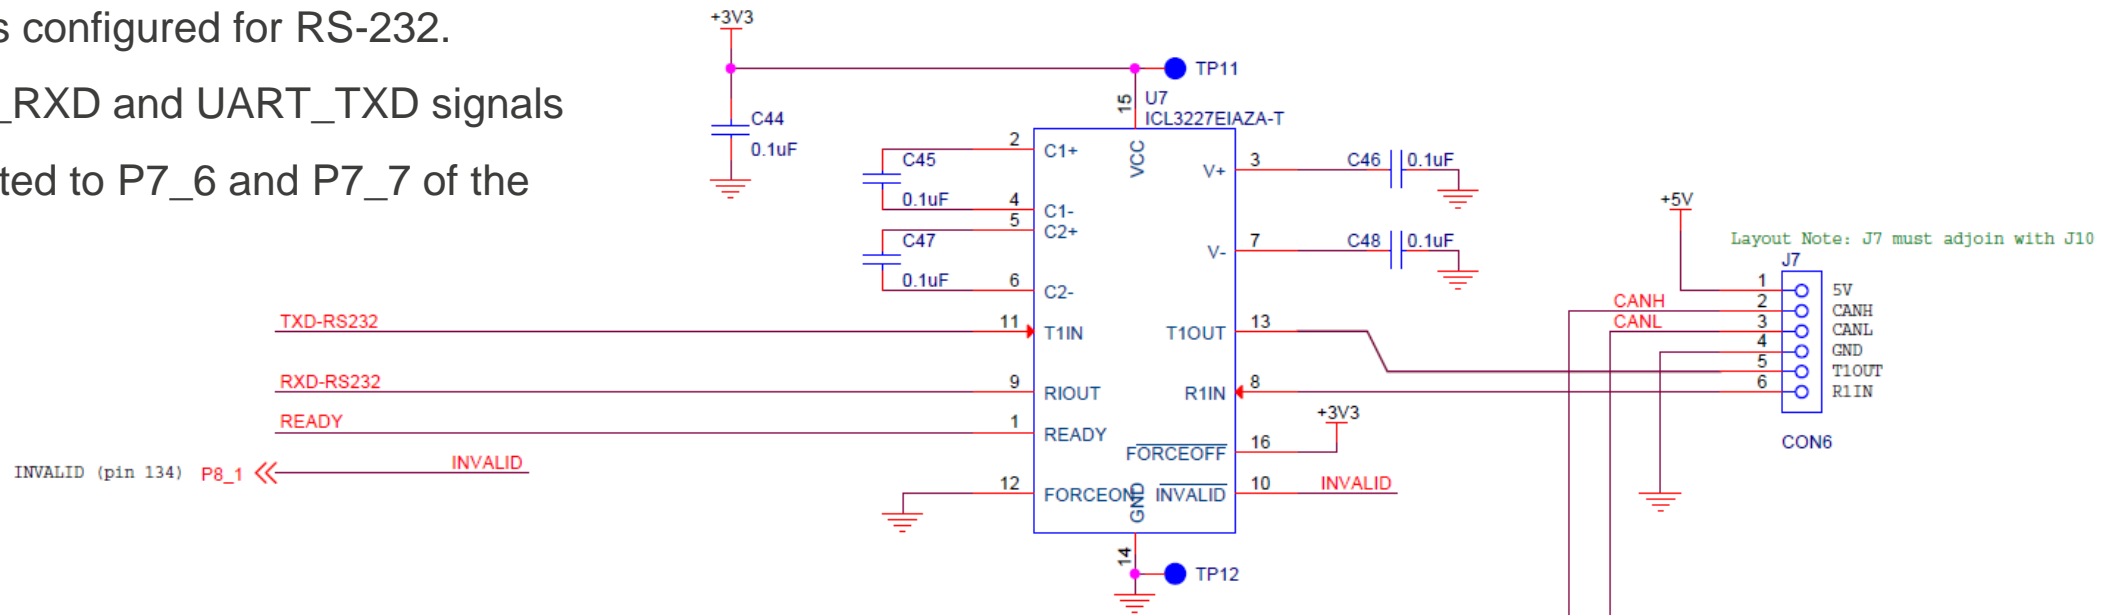 s configured for RS-232.
_RXD and UART_TXD signals
ted to P7_6 and P7_7 of the
+3V3
TP11
15
U7
ICL3227EIAZA-T
C44
0.1uF
VCC
2
C1+
C45
0.1uF
4
C1-
5
C2+
C47
0.1uF
6
C2-
3
V+
C46
0.1uF
7
V-
C48
0.1uF
+5V
Layout Note: J7 must adjoin with J10
J7
1
5V
CANH
2
CANH
CANL
3
CANL
4
GND
5
T1OUT
6
R1IN
CON6
TXD-RS232
11
T1IN
T1OUT
13
RXD-RS232
9
RIOUT
R1IN
8
READY
1
READY
+3V3
FORCEOFF
16
INVALID (pin 134)
P8_1
INVALID
12
FORCEON
GND
INVALID
10
INVALID
14
TP12